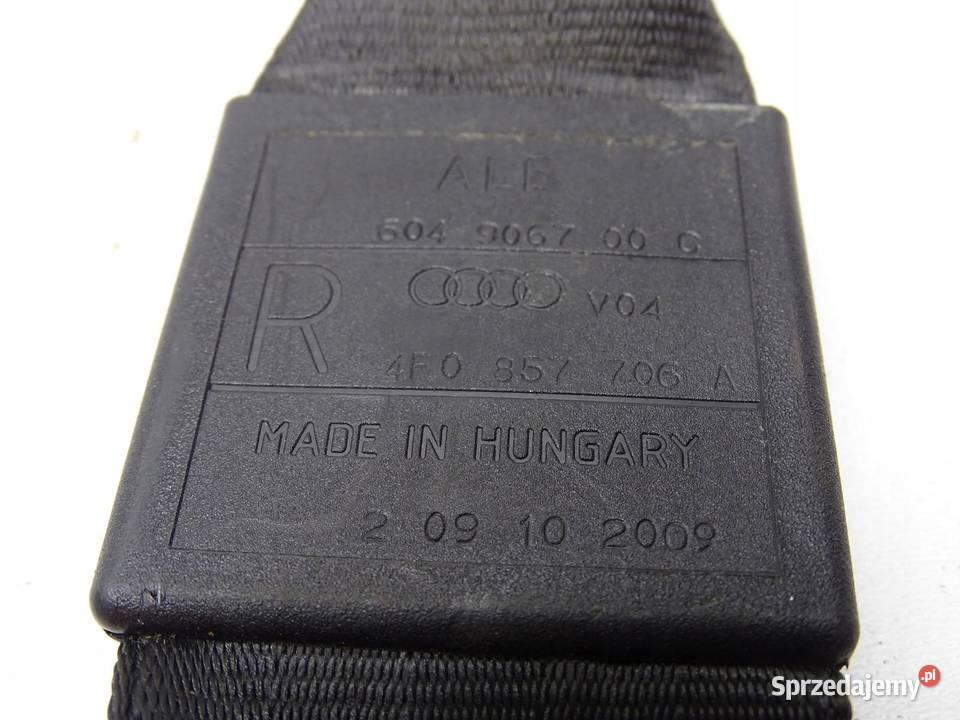 ALE
604 9067 00 G
R
V04
4F0 857 706 A
MADE IN HUNGARY
2 09 10 2009
Sprzedajemy.pl